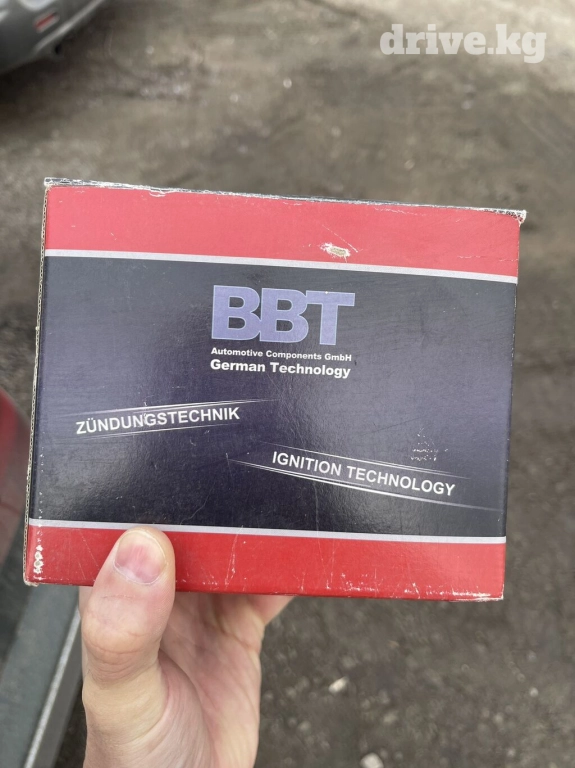 drive.kg
BBT
Automotive Components GmbH
German Technology
ZÜNDUNGSTECHNIK
IGNITION TECHNOLOGY